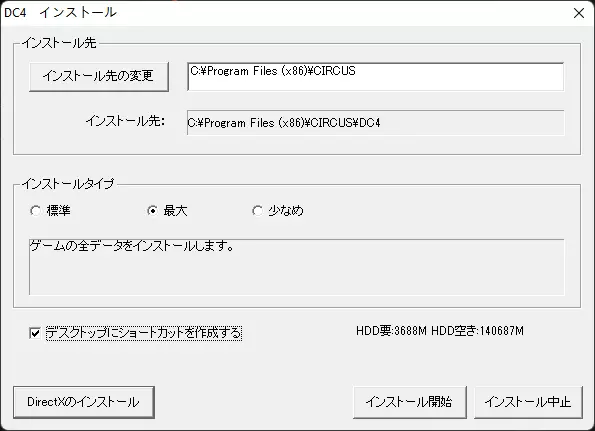 DC4 インストール
インストール先
インストール先の変更
C:¥Program Files (x86)¥CIRCUS
インストール先:
C:¥Program Files (x86)¥CIRCUS¥DC4
インストールタイプ
標準 最大 少なめ
ゲームの全データをインストールします。
デスクトップにショートカットを作成する
HDD要:3688M HDD空き:140687M
DirectXのインストール
インストール開始
インストール中止